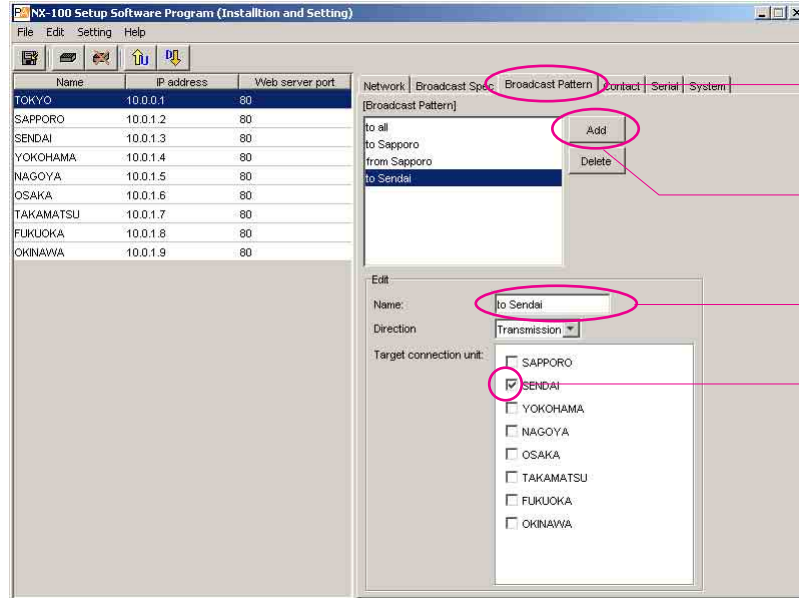 NX-100 Setup Software Program (Installtion and Setting)
File Edit Setting Help
Name IP address Web server port
TOKYO 10.0.0.1 80
SAPPORO 10.0.1.2 80
SENDAI 10.0.1.3 80
YOKOHAMA 10.0.1.4 80
NAGOYA 10.0.1.5 80
OSAKA 10.0.1.6 80
TAKAMATSU 10.0.1.7 80
FUKUOKA 10.0.1.8 80
OKINAWA 10.0.1.9 80
Network Broadcast Spec Broadcast Pattern Contact Serial System
[Broadcast Pattern]
to all
to Sapporo
from Sapporo
to Sendai
Add
Delete
Edit
Name: to Sendai
Direction Transmission
Target connection unit:
SAPPORO
SENDAI
YOKOHAMA
NAGOYA
OSAKA
TAKAMATSU
FUKUOKA
OKINAWA